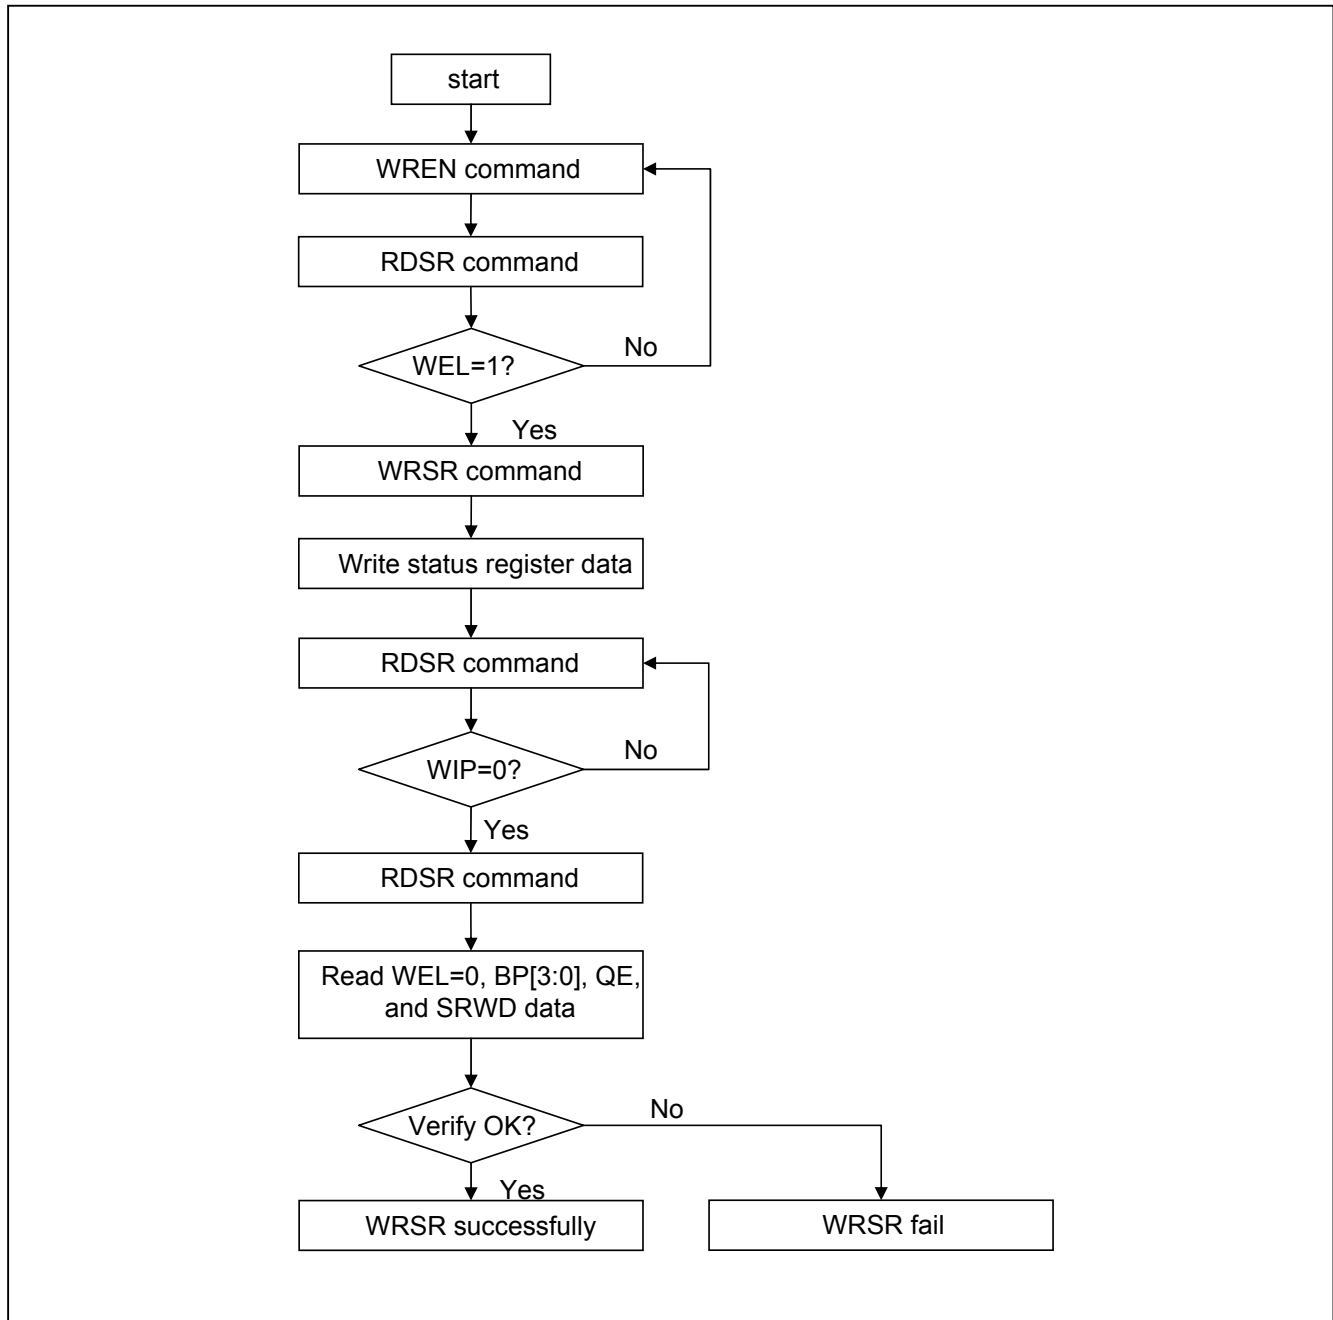 start
WREN command
RDSR command
WEL=1?
No
Yes
WRSR command
Write status register data
RDSR command
WIP=0?
No
Yes
RDSR command
Read WEL=0, BP[3:0], QE,
and SRWD data
Verify OK?
No
Yes
WRSR successfully
WRSR fail